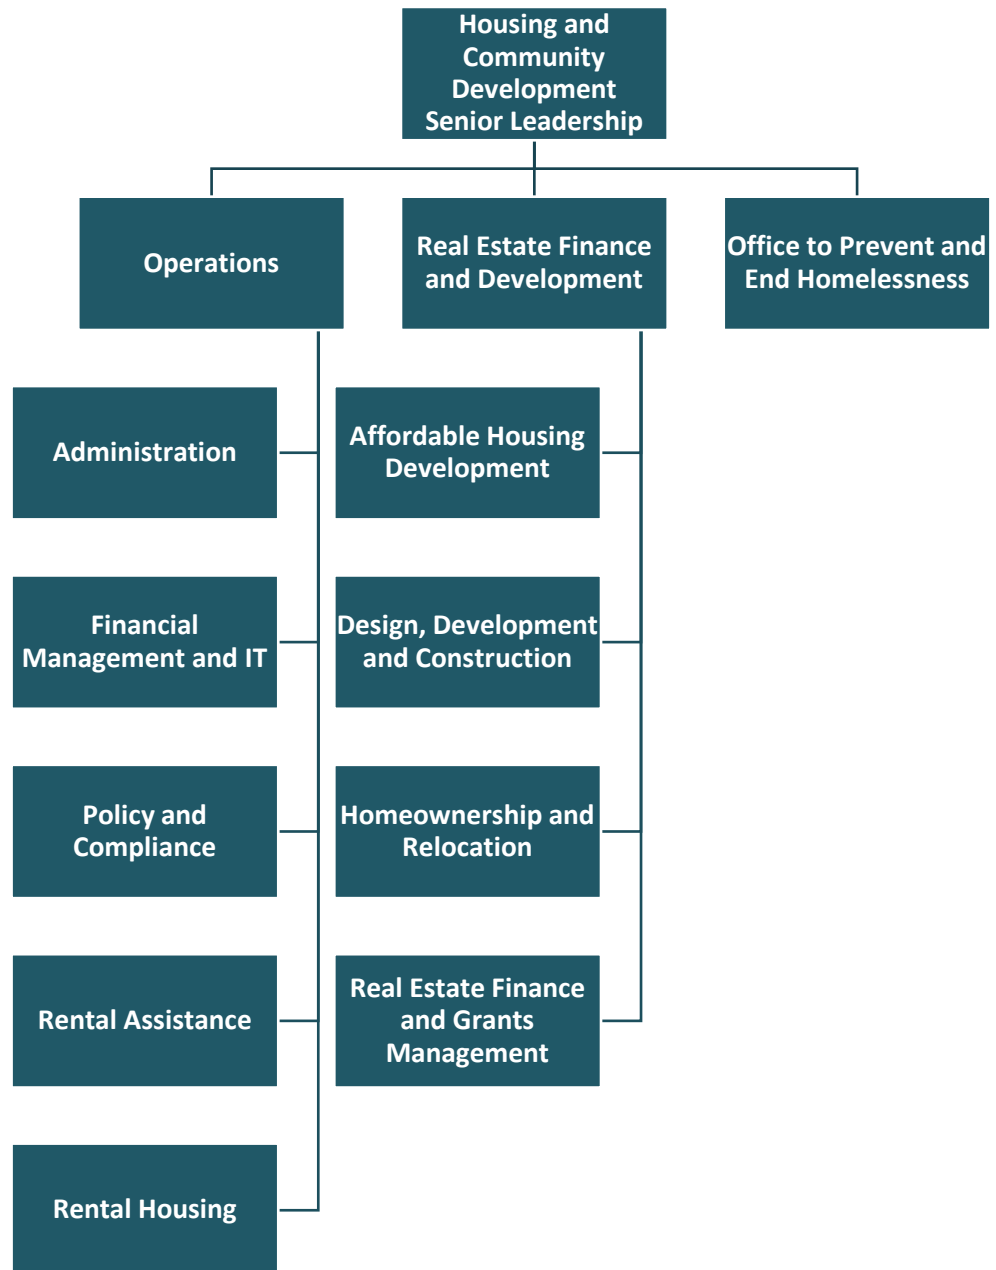 Housing and
Community
Development
Senior Leadership
Operations
Real Estate Finance
and Development
Office to Prevent and
End Homelessness
Administration
Affordable Housing
Development
Financial
Management and IT
Design, Development
and Construction
Policy and
Compliance
Homeownership and
Relocation
Rental Assistance
Real Estate Finance
and Grants
Management
Rental Housing